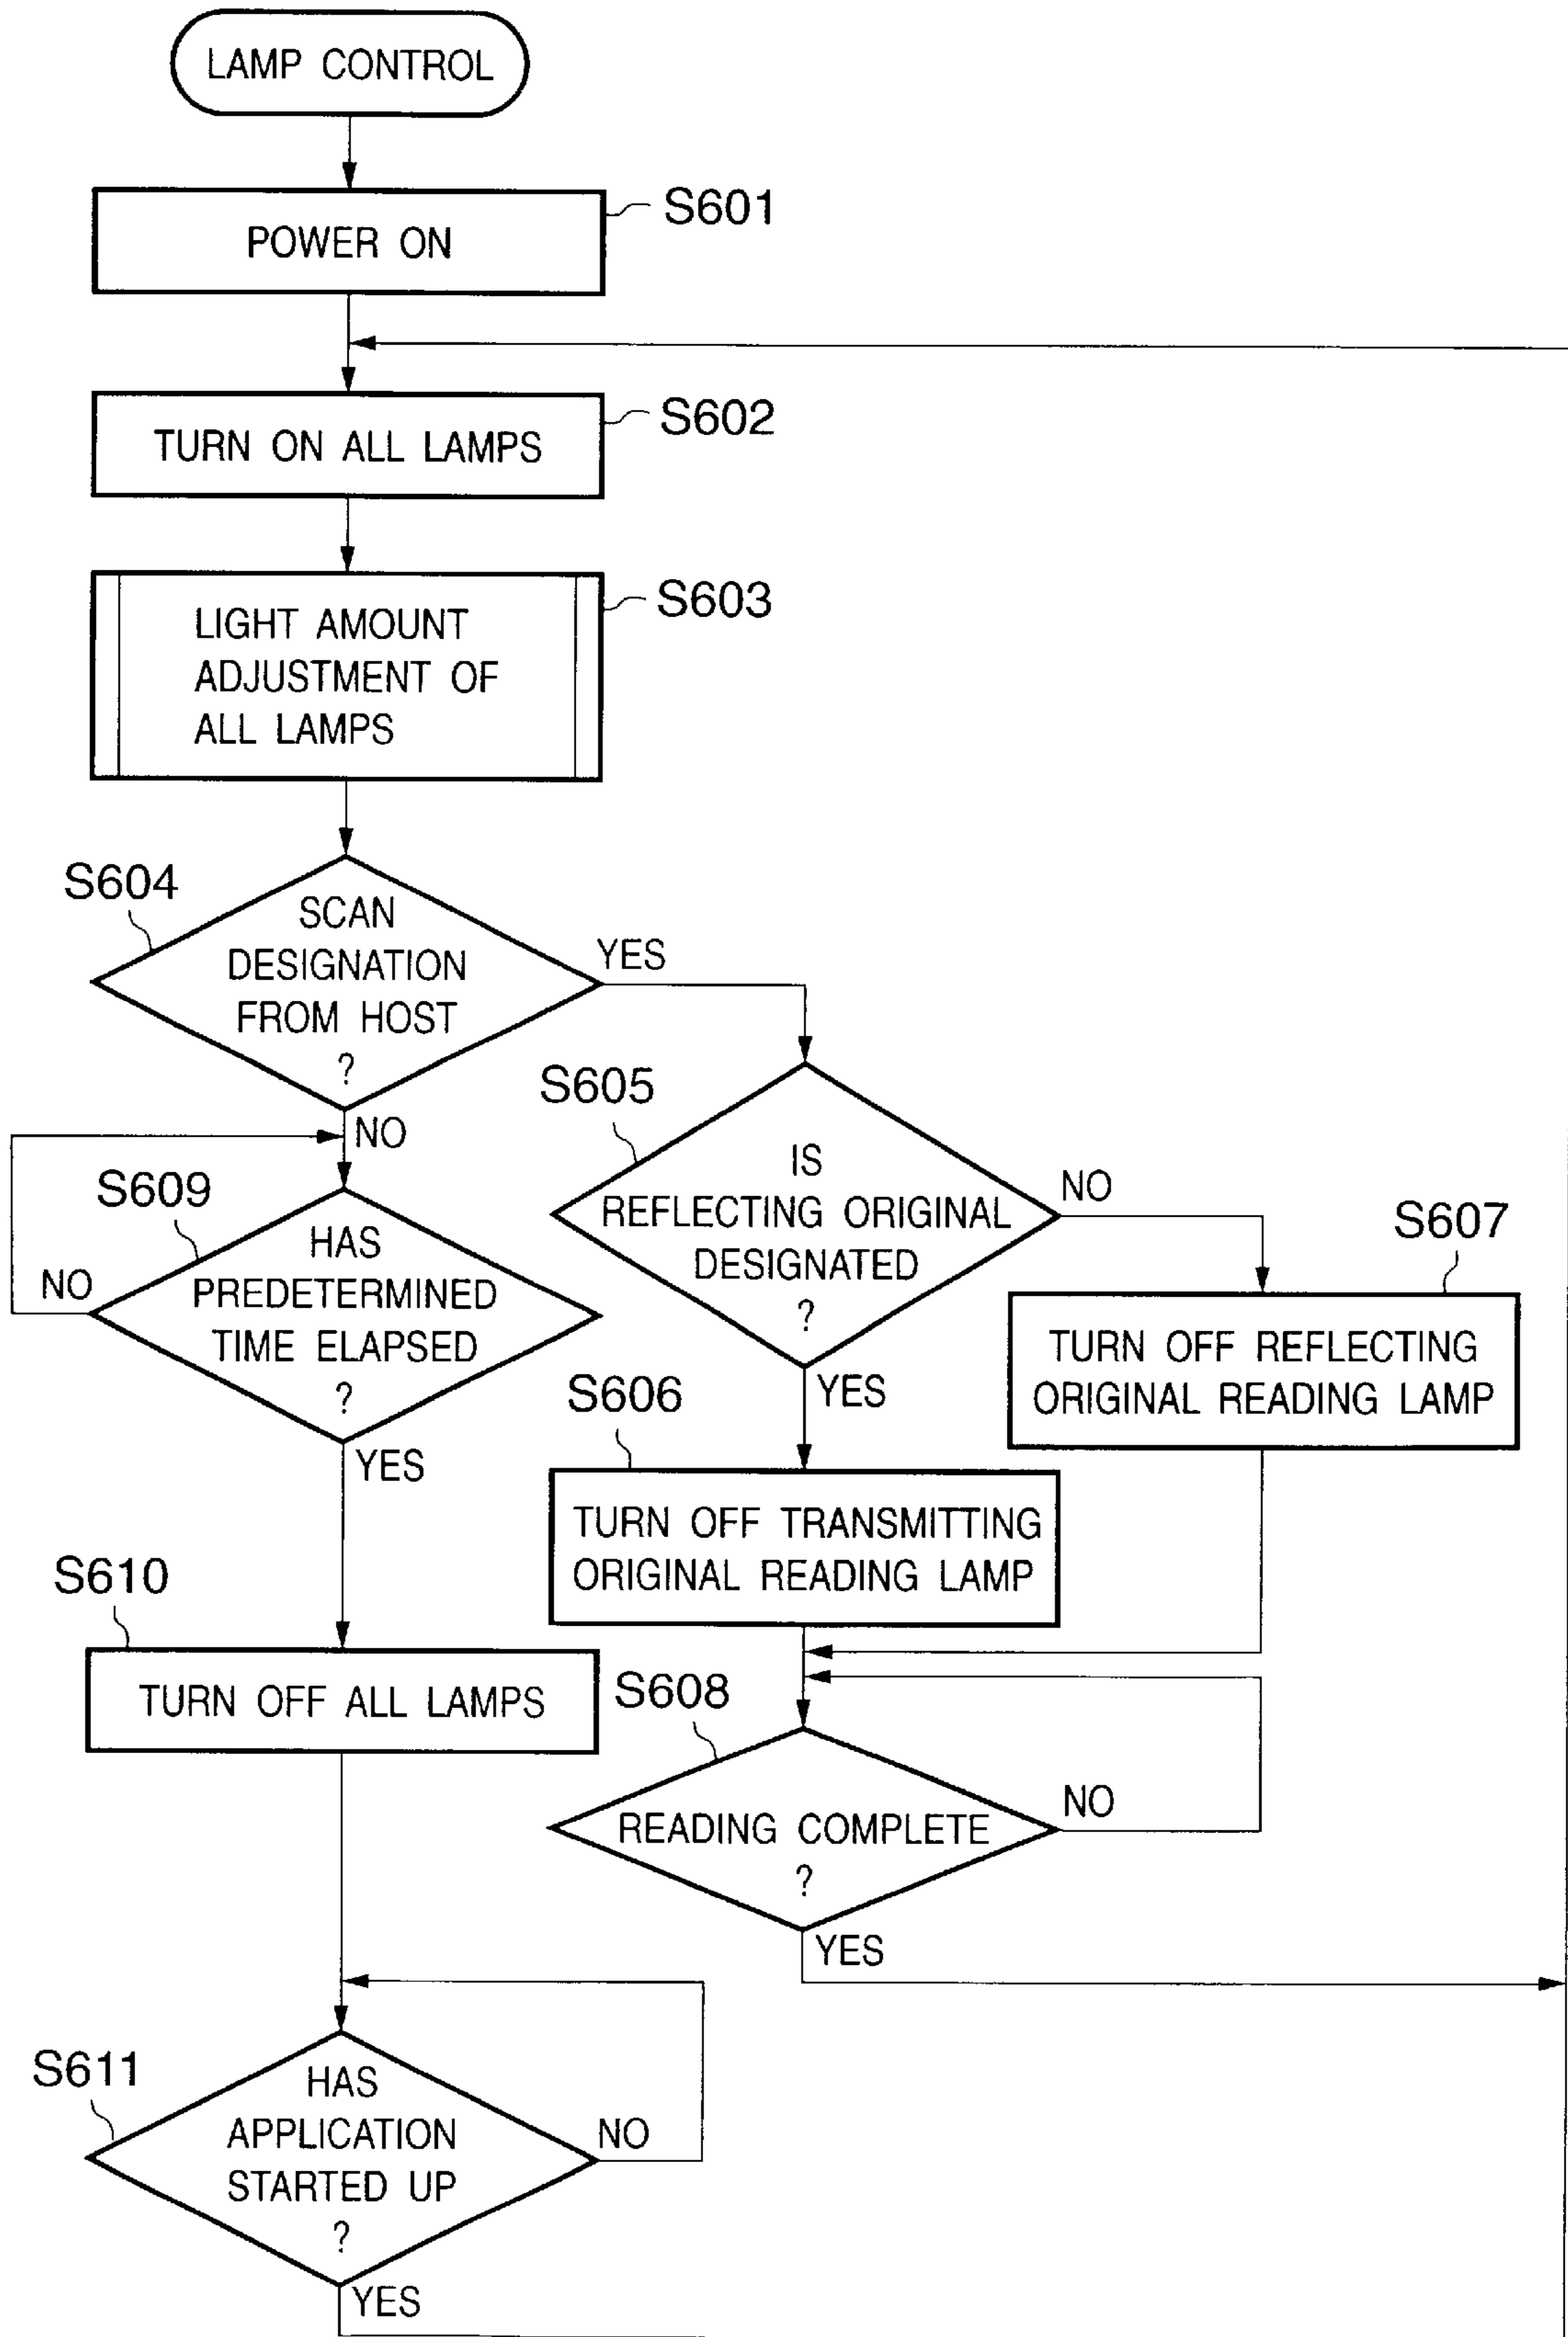 LAMP CONTROL
S601
POWER ON
S602
TURN ON ALL LAMPS
S603
LIGHT AMOUNT
ADJUSTMENT OF
ALL LAMPS
S604
SCAN
DESIGNATION
FROM HOST
?
YES
NO
S605
IS
REFLECTING ORIGINAL
DESIGNATED
?
NO
YES
S609
HAS
PREDETERMINED
TIME ELAPSED
?
NO
YES
S607
TURN OFF REFLECTING
ORIGINAL READING LAMP
S606
TURN OFF TRANSMITTING
ORIGINAL READING LAMP
S610
TURN OFF ALL LAMPS
S608
READING COMPLETE
?
NO
YES
S611
HAS
APPLICATION
STARTED UP
?
NO
YES